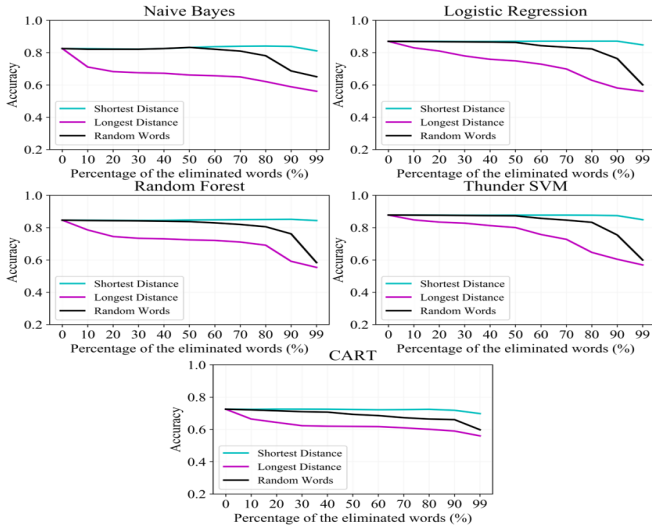 Naive Bayes
Logistic Regression
1.0
0.8
0.6
0.4
0.2
Accuracy
Shortest Distance
Longest Distance
Random Words
0 10 20 30 40 50 60 70 80 90 99
Percentage of the eliminated words (%)
1.0
0.8
0.6
0.4
0.2
Accuracy
Shortest Distance
Longest Distance
Random Words
0 10 20 30 40 50 60 70 80 90 99
Percentage of the eliminated words (%)
Random Forest
Thunder SVM
1.0
0.8
0.6
0.4
0.2
Accuracy
Shortest Distance
Longest Distance
Random Words
0 10 20 30 40 50 60 70 80 90 99
Percentage of the eliminated words (%)
1.0
0.8
0.6
0.4
0.2
Accuracy
Shortest Distance
Longest Distance
Random Words
0 10 20 30 40 50 60 70 80 90 99
Percentage of the eliminated words (%)
CART
1.0
0.8
0.6
0.4
0.2
Accuracy
Shortest Distance
Longest Distance
Random Words
0 10 20 30 40 50 60 70 80 90 99
Percentage of the eliminated words (%)